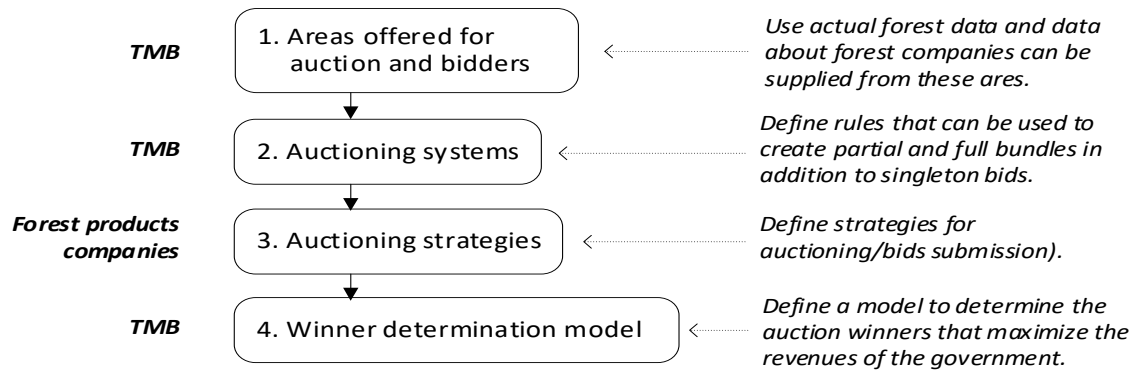 TMB
1. Areas offered for
auction and bidders
Use actual forest data and data
about forest companies can be
supplied from these ares.
TMB
2. Auctioning systems
Define rules that can be used to
create partial and full bundles in
addition to singleton bids.
Forest products
companies
3. Auctioning strategies
Define strategies for
auctioning/bids submission).
TMB
4. Winner determination model
Define a model to determine the
auction winners that maximize the
revenues of the government.